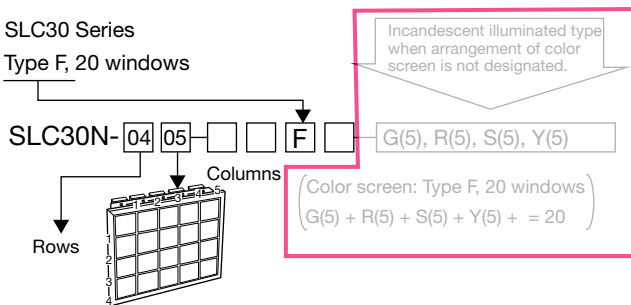 SLC30 Series
Type F, 20 windows
Incandescent illuminated type
when arrangement of color
screen is not designated.
SLC30N- 04 05 F G(5), R(5), S(5), Y(5)
Columns
1 2 3 4 5
Rows
1
2
3
4
(Color screen: Type F, 20 windows
G(5) + R(5) + S(5) + Y(5) + = 20)